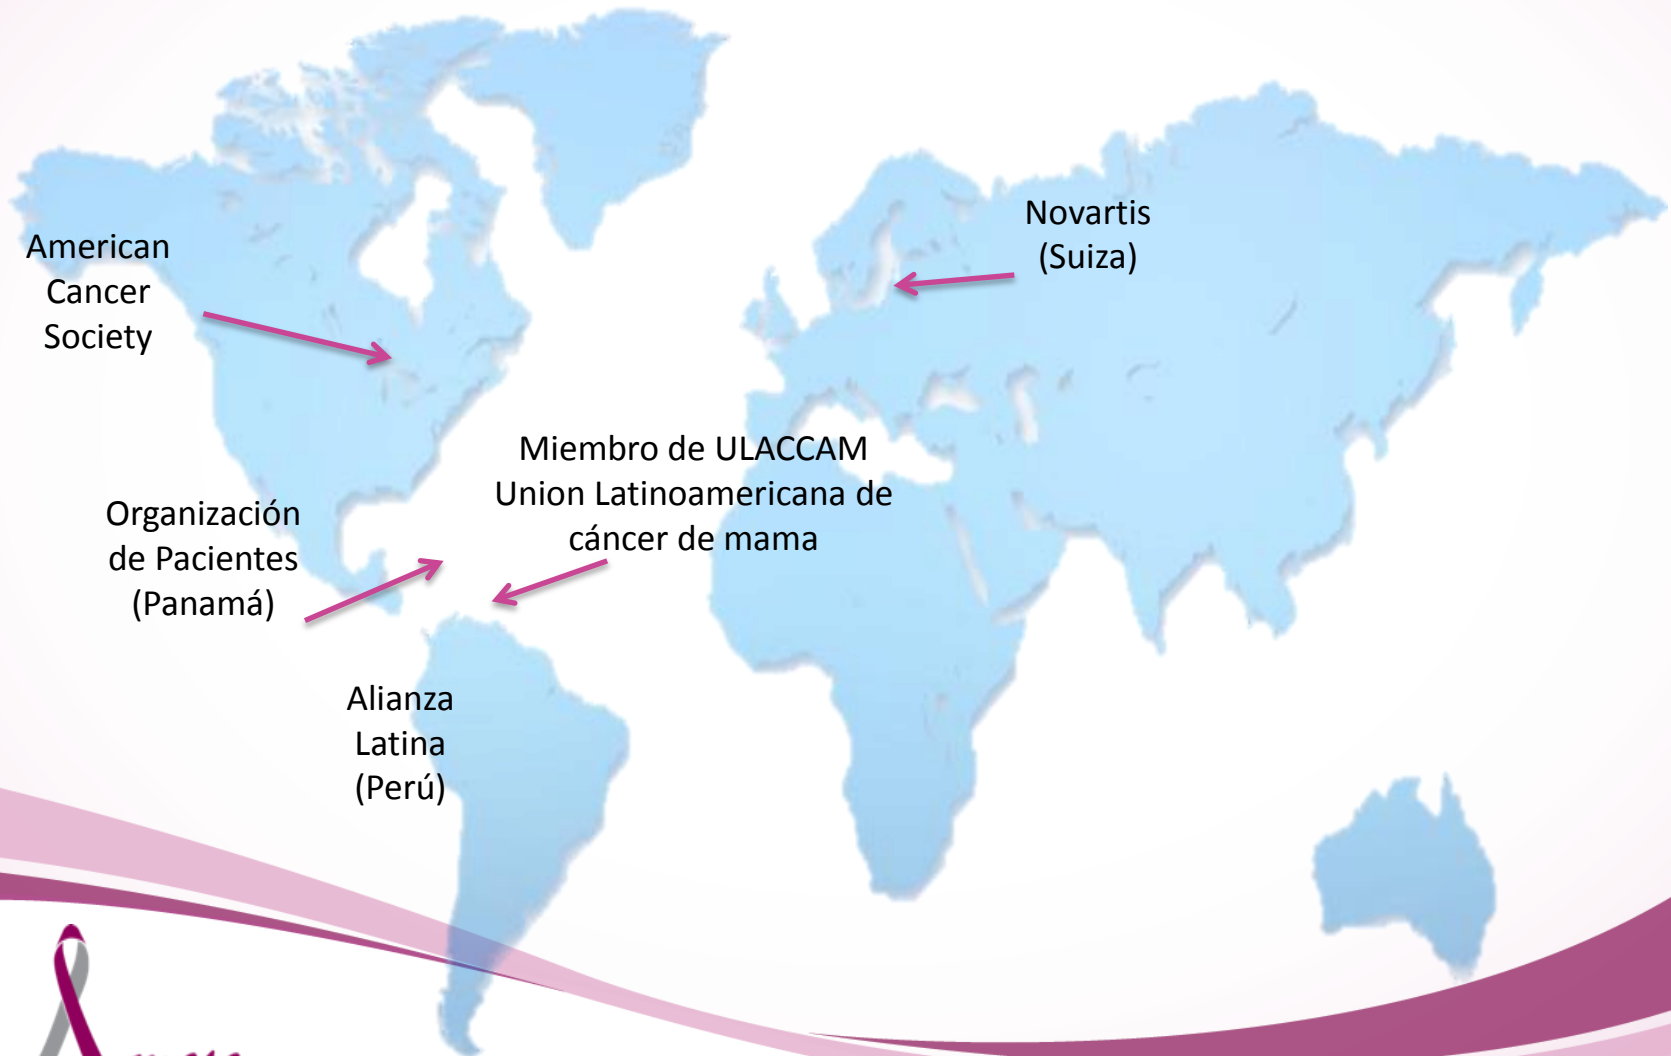 American
Cancer
Society
Novartis
(Suiza)
Miembro de ULACCAM
Union Latinoamericana de
cáncer de mama
Organización
de Pacientes
(Panamá)
Alianza
Latina
(Perú)